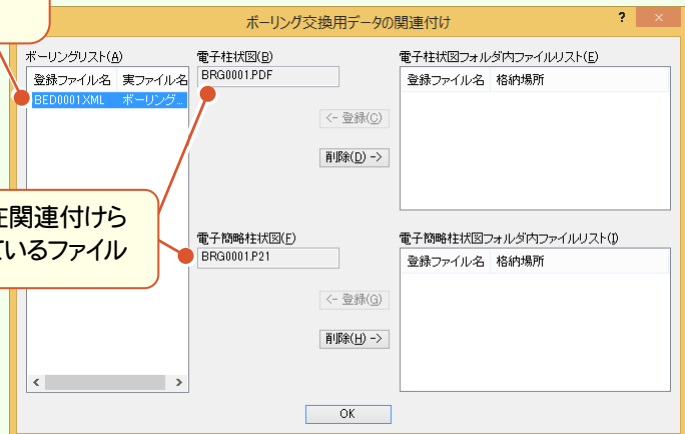 ボーリング交換用データの関連付け
? ×
ボーリングリスト(A)
登録ファイル名 実ファイル名
BED0001.XML ボーリング...
電子柱状図(B)
BRG0001.PDF
<- 登録(C)
削除(D) ->
電子柱状図フォルダ内ファイルリスト(E)
登録ファイル名 格納場所
在関連付けら
ているファイル
電子簡略柱状図(F)
BRG0001.P21
<- 登録(G)
削除(H) ->
電子簡略柱状図フォルダ内ファイルリスト(I)
登録ファイル名 格納場所
OK